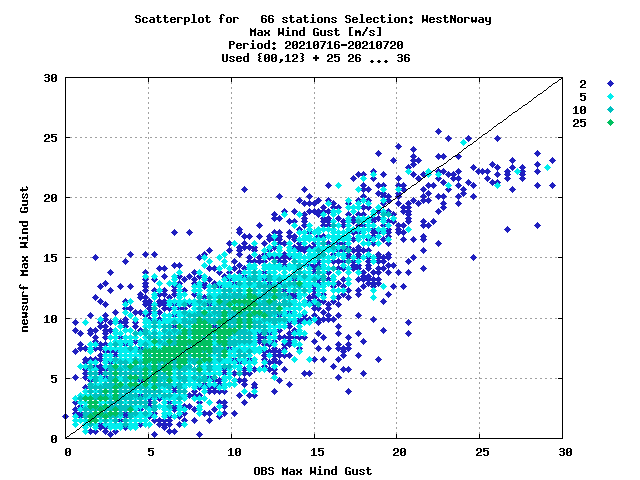 Scatterplot for   66 stations Selection: WestNorway
Max Wind Gust [m/s]
Period: 20210716-20210720
Used {00,12} + 25 26 ... 36
2
5
10
25
30
25
20
15
10
5
0
newsurf Max Wind Gust
0 5 10 15 20 25 30
OBS Max Wind Gust